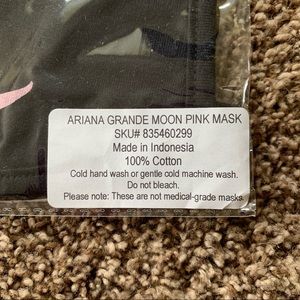 ARIANA GRANDE MOON PINK MASK
SKU# 835460299
Made in Indonesia
100% Cotton
Cold hand wash or gentle cold machine wash.
Do not bleach.
Please note: These are not medical-grade masks.